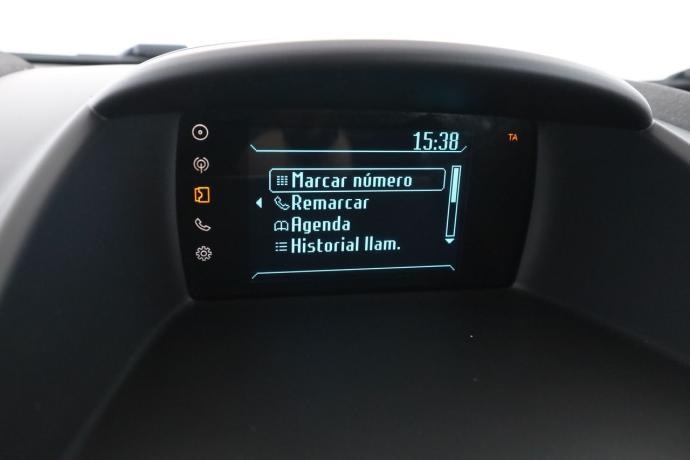 15:38
TA
Marcar número
Remarcar
Agenda
Historial llam.